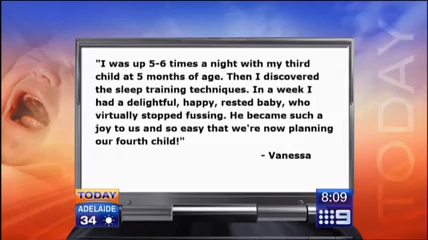 "I was up 5-6 times a night with my third
child at 5 months of age. Then I discovered
the sleep training techniques. In a week I
had a delightful, happy, rested baby, who
virtually stopped fussing. He became such a
joy to us and so easy that we're now planning
our fourth child!"
- Vanessa
TODAY
TODAY
ADELAIDE
34
8:09
9